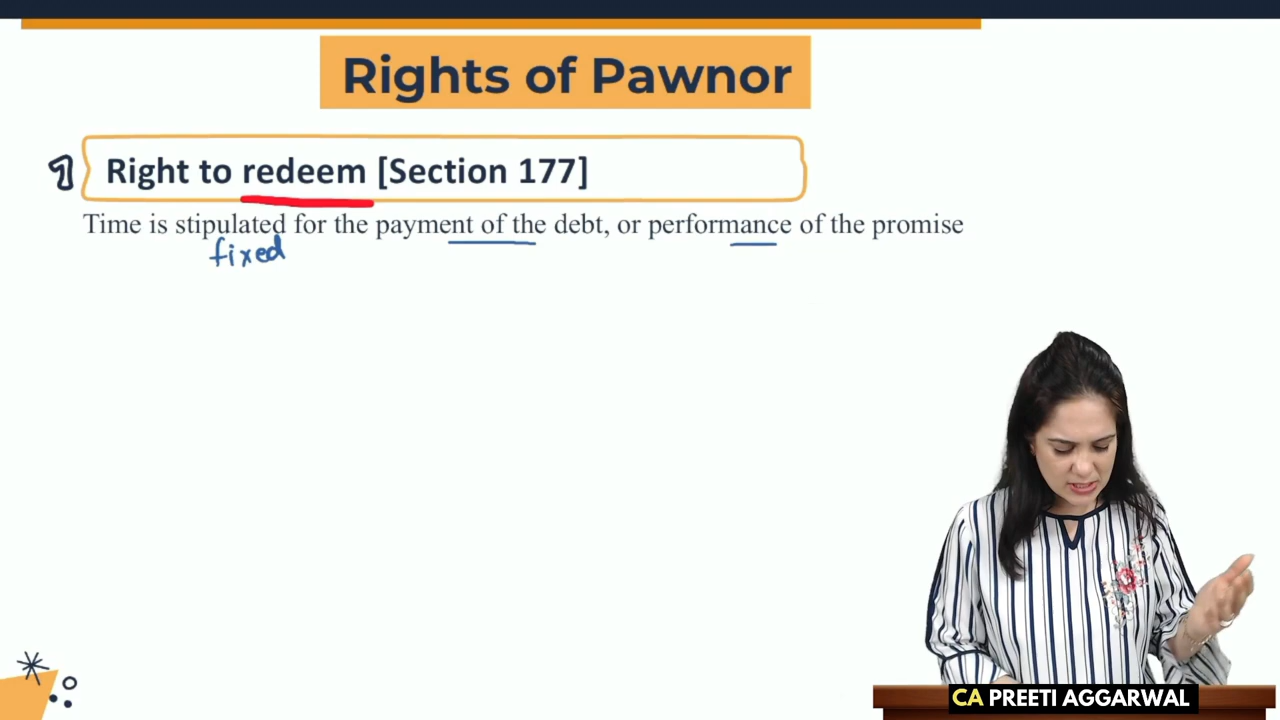 Rights of Pawnor
1 Right to redeem [Section 177]
Time is stipulated for the payment of the debt, or performance of the promise
fixed
CA PREETI AGGARWAL